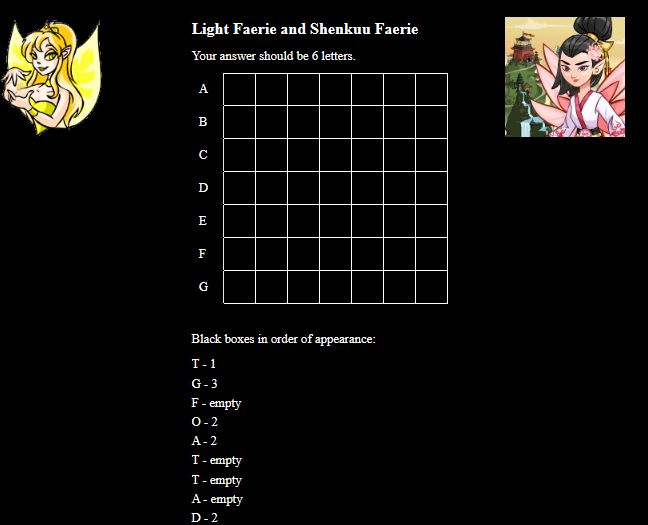 Light Faerie and Shenkuu Faerie
Your answer should be 6 letters.
A
B
C
D
E
F
G
Black boxes in order of appearance:
T - 1
G - 3
F - empty
O - 2
A - 2
T - empty
T - empty
A - empty
D - 2